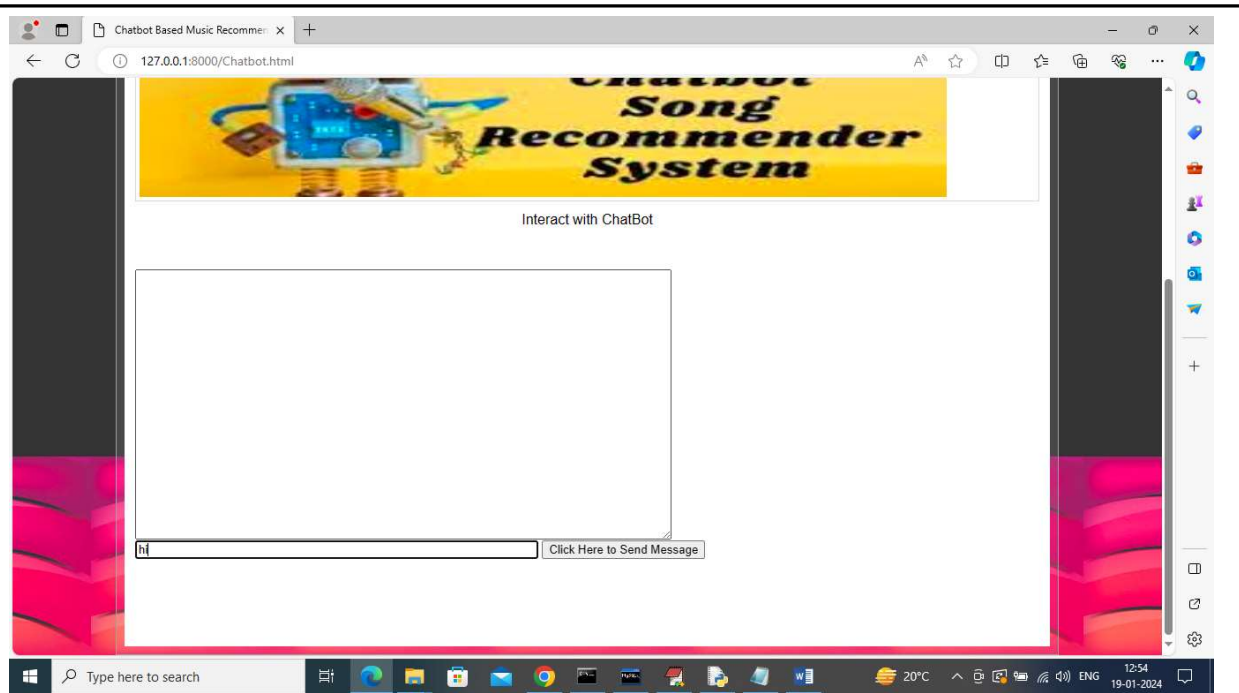 Chatbot Based Music Recommen
127.0.0.1:8000/Chatbot.html
Chatbot
Song
Recommender
System
Interact with ChatBot
hi
Click Here to Send Message
Type here to search
20°C
ENG
12:54
19-01-2024